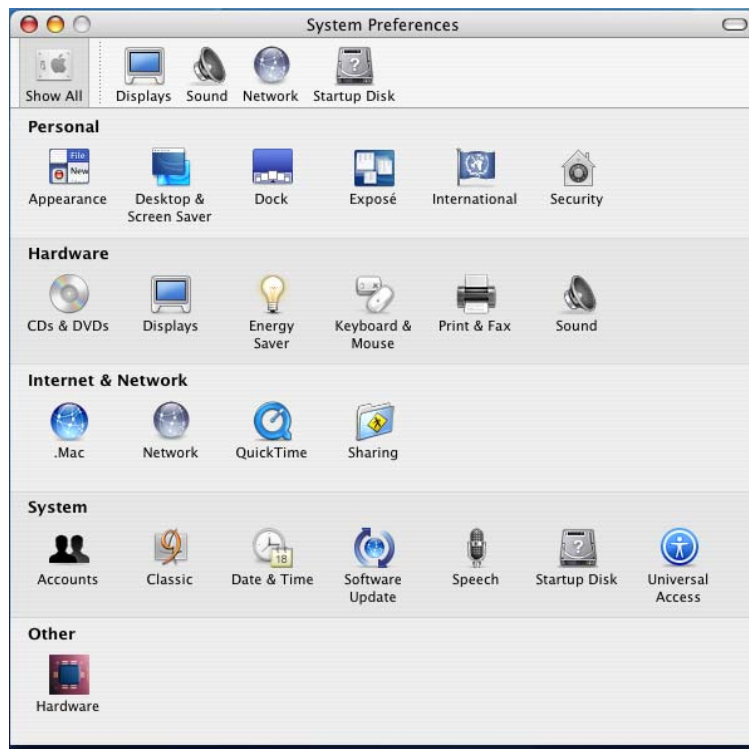 System Preferences
Show All Displays Sound Network Startup Disk
Personal
File
New
Appearance Desktop & Screen Saver Dock Exposé International Security
Hardware
CDs & DVDs Displays Energy Saver Keyboard & Mouse Print & Fax Sound
Internet & Network
.Mac Network QuickTime Sharing
System
18
Accounts Classic Date & Time Software Update Speech Startup Disk Universal Access
Other
Hardware